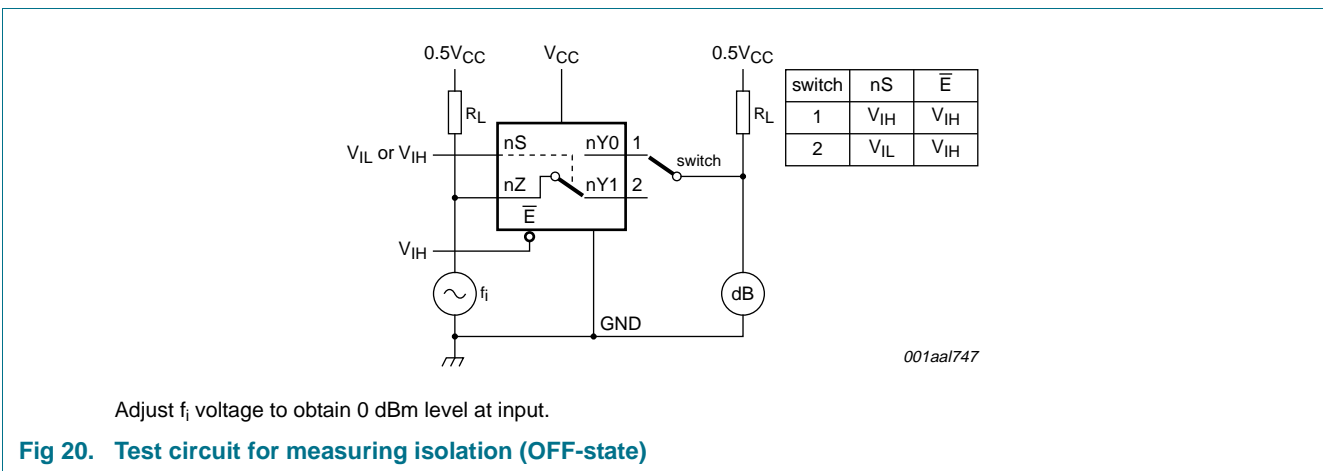 0.5VCC VCC 0.5VCC
RL RL
switch nS E
1 VIH VIH
2 VIL VIH
VIL or VIH nS nY0 1 switch
nZ nY1 2
E
VIH
fi dB
GND
001aal747
Adjust fi voltage to obtain 0 dBm level at input.
Fig 20. Test circuit for measuring isolation (OFF-state)